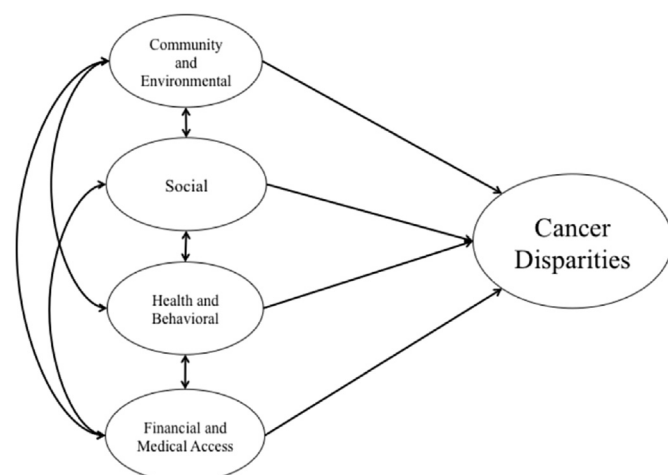 Community
and
Environmental
Social
Health and
Behavioral
Financial and
Medical Access
Cancer
Disparities